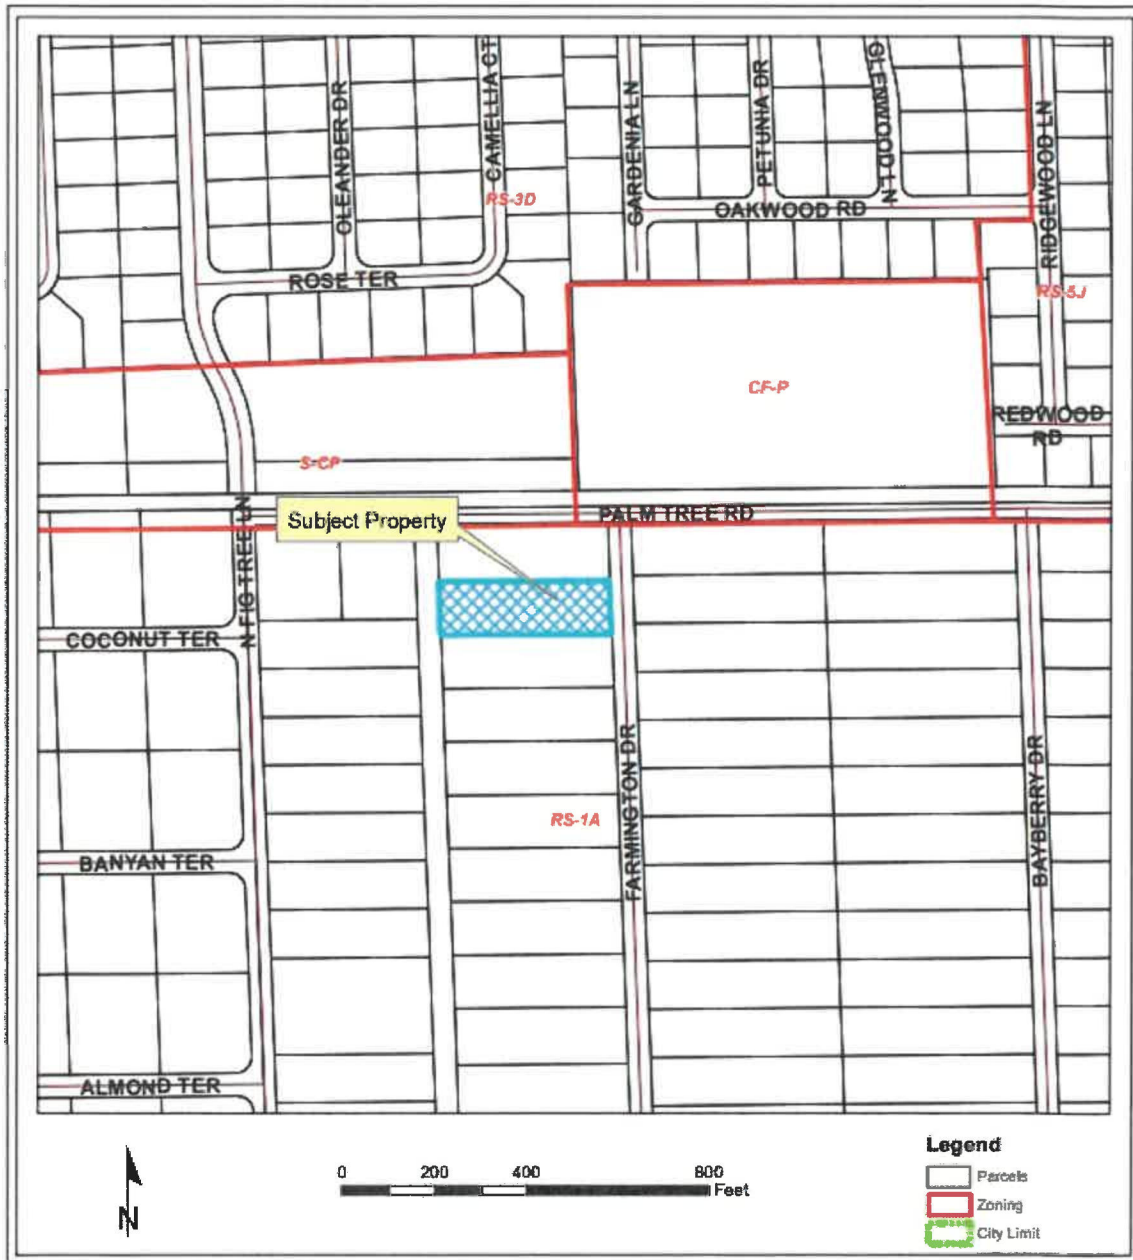 OLEANDER DR
CAMELLIA CT
GARDENIA LN
PETUNIA DR
GLENWOOD LN
RIDGEWOOD LN
RS-3D
OAKWOOD RD
ROSE TER
RS-5J
CF-P
REDWOOD
RD
S-CP
PALM TREE RD
Subject Property
N FIG TREE LN
COCONUT TER
FARMINGTON DR
BAYBERRY DR
RS-1A
BANYAN TER
ALMOND TER
N
0 200 400 800
Feet
Legend
Parcels
Zoning
City Limit